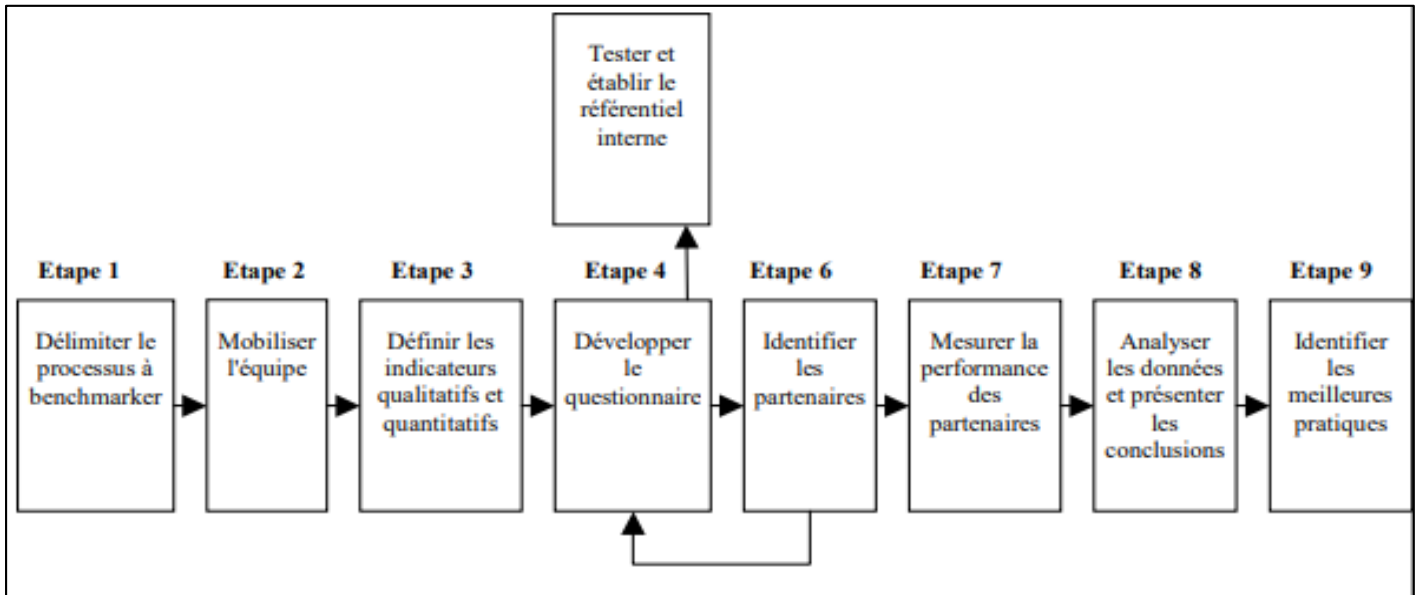 Tester et
établir le
référentiel
interne
Etape 1
Délimiter le
processus à
benchmarker
Etape 2
Mobiliser
l'équipe
Etape 3
Définir les
indicateurs
qualitatifs et
quantitatifs
Etape 4
Développer
le
questionnaire
Etape 6
Identifier
les
partenaires
Etape 7
Mesurer la
performance
des
partenaires
Etape 8
Analyser
les données
et présenter
les
conclusions
Etape 9
Identifier
les
meilleures
pratiques